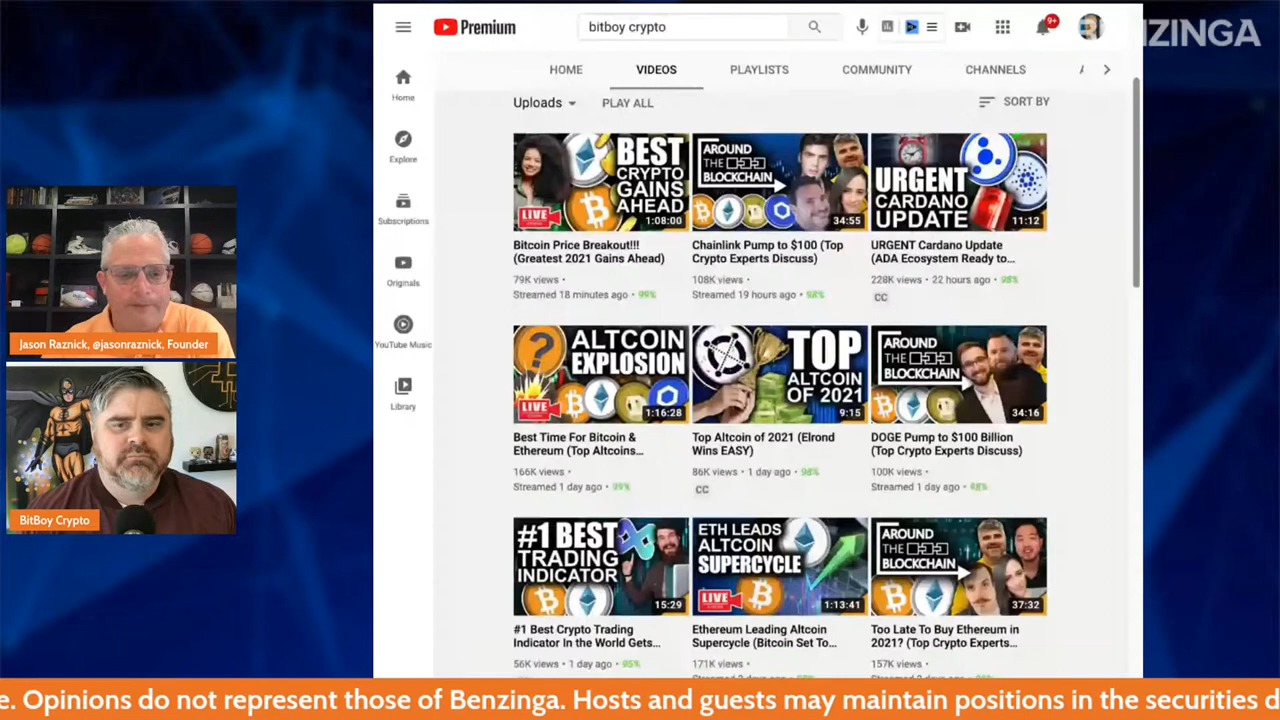 Premium
bitboy crypto
9+
NZINGA
HOME
VIDEOS
PLAYLISTS
COMMUNITY
CHANNELS
Uploads
PLAY ALL
SORT BY
Home
Explore
Subscriptions
Originals
YouTube Music
Library
BEST
CRYPTO
GAINS
AHEAD
LIVE
1:08:00
Bitcoin Price Breakout!!!
(Greatest 2021 Gains Ahead)
79K views •
Streamed 18 minutes ago • 99%
AROUND
THE
BLOCKCHAIN
34:55
Chainlink Pump to $100 (Top
Crypto Experts Discuss)
108K views •
Streamed 19 hours ago • 98%
URGENT
CARDANO
UPDATE
11:12
URGENT Cardano Update
(ADA Ecosystem Ready to...
228K views • 22 hours ago • 98%
CC
ALTCOIN
EXPLOSION
LIVE
1:16:28
Best Time For Bitcoin &
Ethereum (Top Altcoins...
166K views •
Streamed 1 day ago • 99%
TOP
ALTCOIN
OF 2021
9:15
Top Altcoin of 2021 (Elrond
Wins EASY)
86K views • 1 day ago • 98%
CC
AROUND
THE
BLOCKCHAIN
34:16
DOGE Pump to $100 Billion
(Top Crypto Experts Discuss)
100K views •
Streamed 1 day ago • 98%
#1 BEST
TRADING
INDICATOR
15:29
#1 Best Crypto Trading
Indicator In the World Gets...
56K views • 1 day ago • 95%
ETH LEADS
ALTCOIN
SUPERCYCLE
LIVE
1:13:41
Ethereum Leading Altcoin
Supercycle (Bitcoin Set To...
171K views •
AROUND
THE
BLOCKCHAIN
37:32
Too Late To Buy Ethereum in
2021? (Top Crypto Experts...
157K views •
Jason Raznick, @jasonraznick, Founder
BitBoy Crypto
e. Opinions do not represent those of Benzinga. Hosts and guests may maintain positions in the securities d